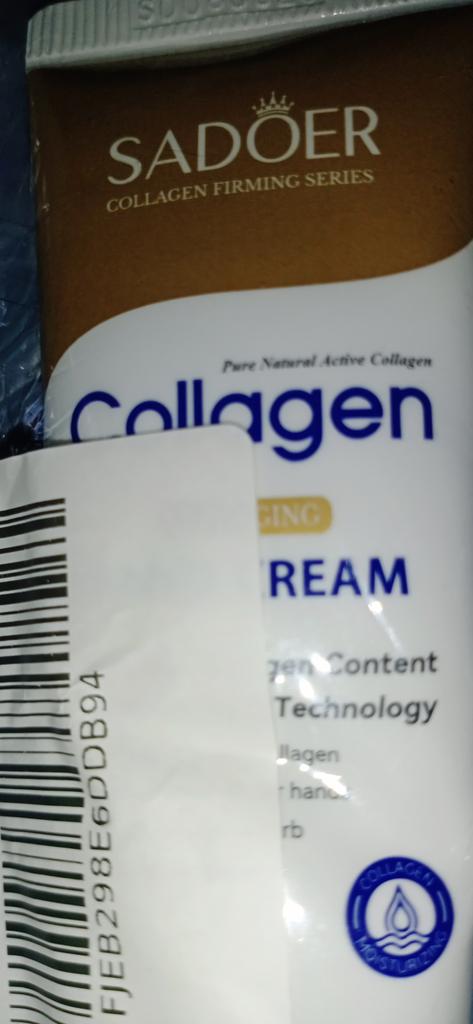 SADOER
COLLAGEN FIRMING SERIES
Pure Natural Active Collagen
Collagen
GING
REAM
gen Content
Technology
llagen
r hands
rb
COLLAGEN
MOISTURIZING
FJEB298E6DDB94